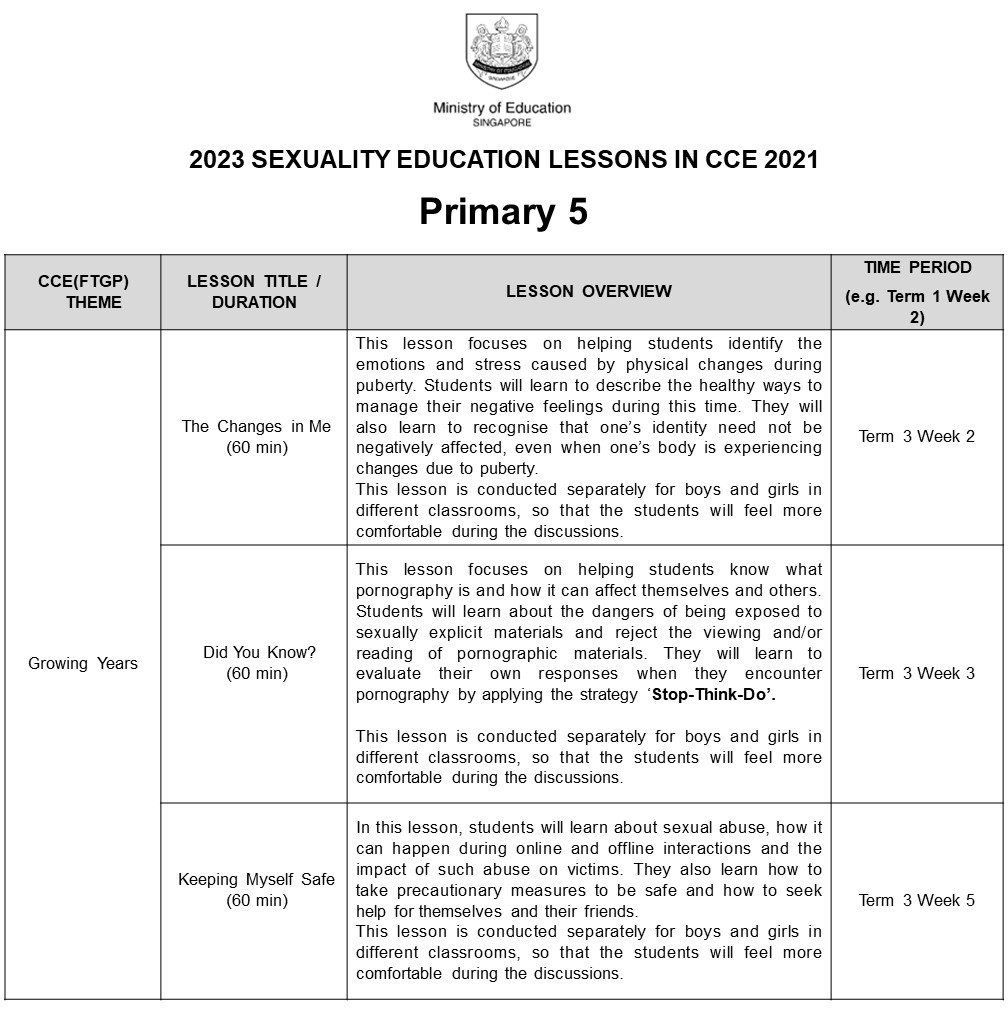 Ministry of Education
SINGAPORE
2023 SEXUALITY EDUCATION LESSONS IN CCE 2021
Primary 5
CCE(FTGP)
THEME
LESSON TITLE /
DURATION
LESSON OVERVIEW
TIME PERIOD
(e.g. Term 1 Week
2)
Growing Years
The Changes in Me
(60 min)
This lesson focuses on helping students identify the
emotions and stress caused by physical changes during
puberty. Students will learn to describe the healthy ways to
manage their negative feelings during this time. They will
also learn to recognise that one's identity need not be
negatively affected, even when one's body is experiencing
changes due to puberty.
This lesson is conducted separately for boys and girls in
different classrooms, so that the students will feel more
comfortable during the discussions.
Term 3 Week 2
Did You Know?
(60 min)
This lesson focuses on helping students know what
pornography is and how it can affect themselves and others.
Students will learn about the dangers of being exposed to
sexually explicit materials and reject the viewing and/or
reading of pornographic materials. They will learn to
evaluate their own responses when they encounter
pornography by applying the strategy ‘Stop-Think-Do’.
This lesson is conducted separately for boys and girls in
different classrooms, so that the students will feel more
comfortable during the discussions.
Term 3 Week 3
Keeping Myself Safe
(60 min)
In this lesson, students will learn about sexual abuse, how it
can happen during online and offline interactions and the
impact of such abuse on victims. They also learn how to
take precautionary measures to be safe and how to seek
help for themselves and their friends.
This lesson is conducted separately for boys and girls in
different classrooms, so that the students will feel more
comfortable during the discussions.
Term 3 Week 5